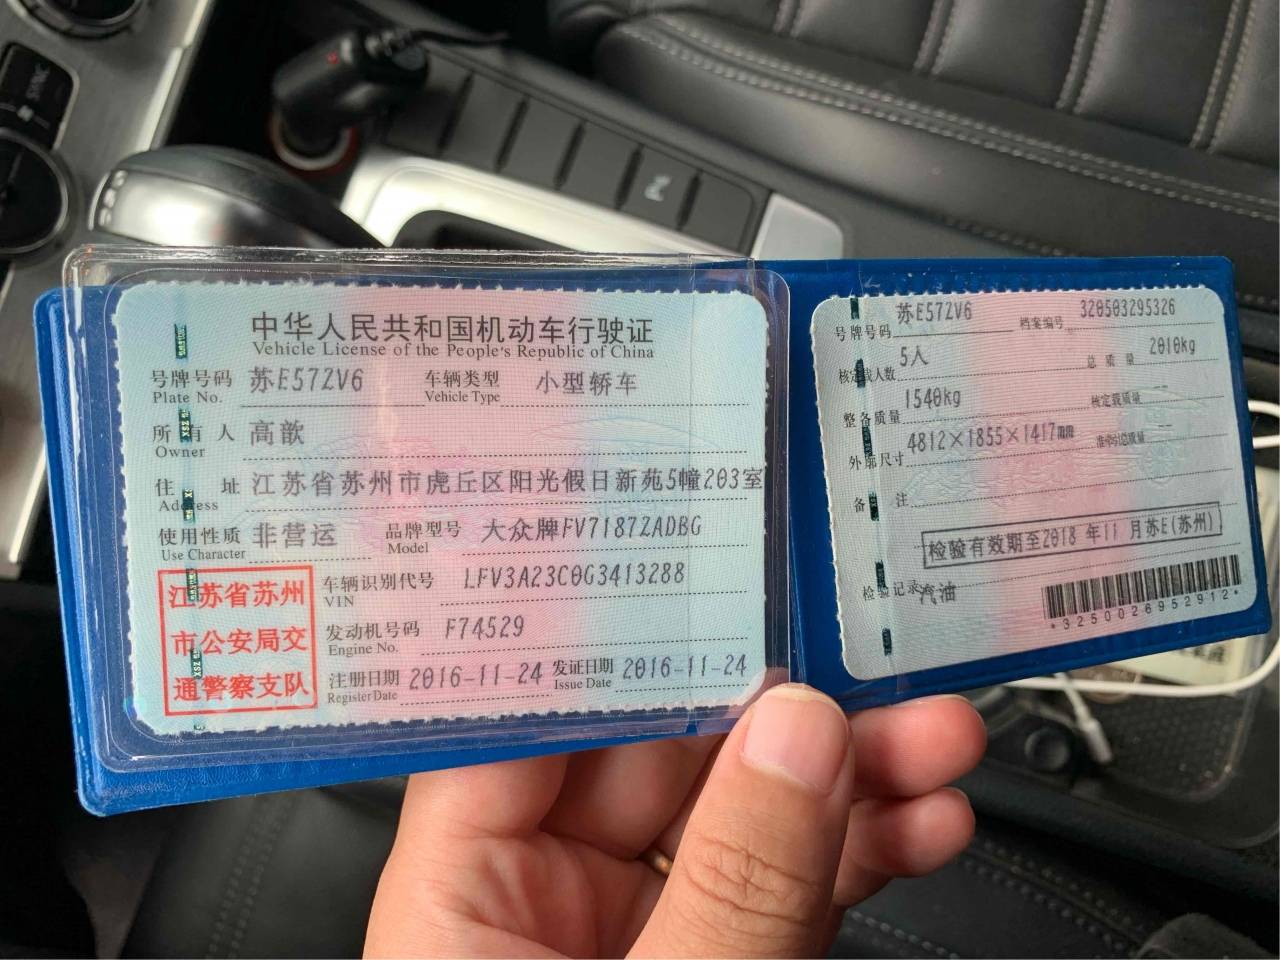 中华人民共和国机动车行驶证
Vehicle License of the People's Republic of China
号牌号码 苏E572V6 车辆类型 小型轿车
Plate No. Vehicle Type
所有人 高歆
Owner
住址 江苏省苏州市虎丘区阳光假日新苑5幢203室
Address
使用性质 非营运 品牌型号 大众牌FV7187ZADBG
Use Character Model
江苏省苏州
市公安局交
通警察支队
车辆识别代号 LFV3A23C0G3413288
VIN
发动机号码 F74529
Engine No.
注册日期 2016-11-24 发证日期 2016-11-24
Register Date Issue Date
号牌号码 苏E572V6 档案编号 320503295326
核定载人数 5人 总质量 2010kg
整备质量 1540kg 核定载质量 --
外廓尺寸 4812×1855×1417mm 准牵引总质量 --
备注
检验有效期至2018 年11 月苏E(苏州)
检验记录 汽油
*3250026952912*
SYNC
XSZ